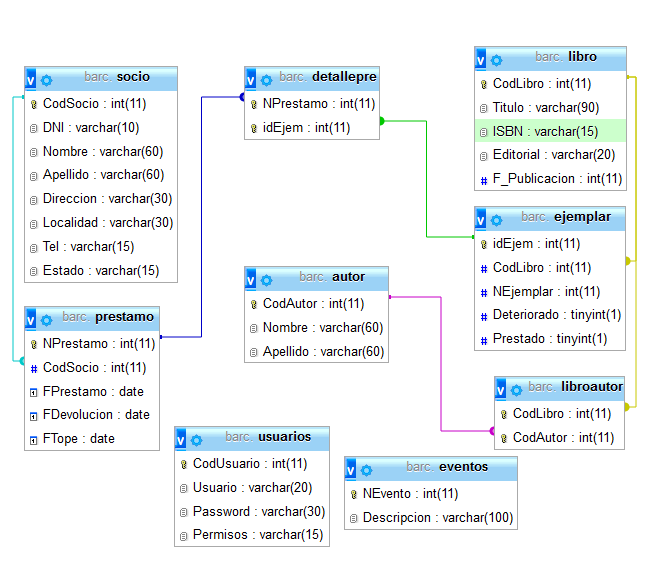 barc. socio
CodSocio : int(11)
DNI : varchar(10)
Nombre : varchar(60)
Apellido : varchar(60)
Direccion : varchar(30)
Localidad : varchar(30)
Tel : varchar(15)
Estado : varchar(15)
barc. detallepre
NPrestamo : int(11)
idEjem : int(11)
barc. libro
CodLibro : int(11)
Titulo : varchar(90)
ISBN : varchar(15)
Editorial : varchar(20)
# F_Publicacion : int(11)
barc. ejemplar
idEjem : int(11)
# CodLibro : int(11)
# NEjemplar : int(11)
# Deteriorado : tinyint(1)
# Prestado : tinyint(1)
barc. autor
CodAutor : int(11)
Nombre : varchar(60)
Apellido : varchar(60)
barc. prestamo
NPrestamo : int(11)
# CodSocio : int(11)
FPrestamo : date
FDevolucion : date
FTope : date
barc. libroautor
CodLibro : int(11)
CodAutor : int(11)
barc. usuarios
CodUsuario : int(11)
Usuario : varchar(20)
Password : varchar(30)
Permisos : varchar(15)
barc. eventos
NEvento : int(11)
Descripcion : varchar(100)